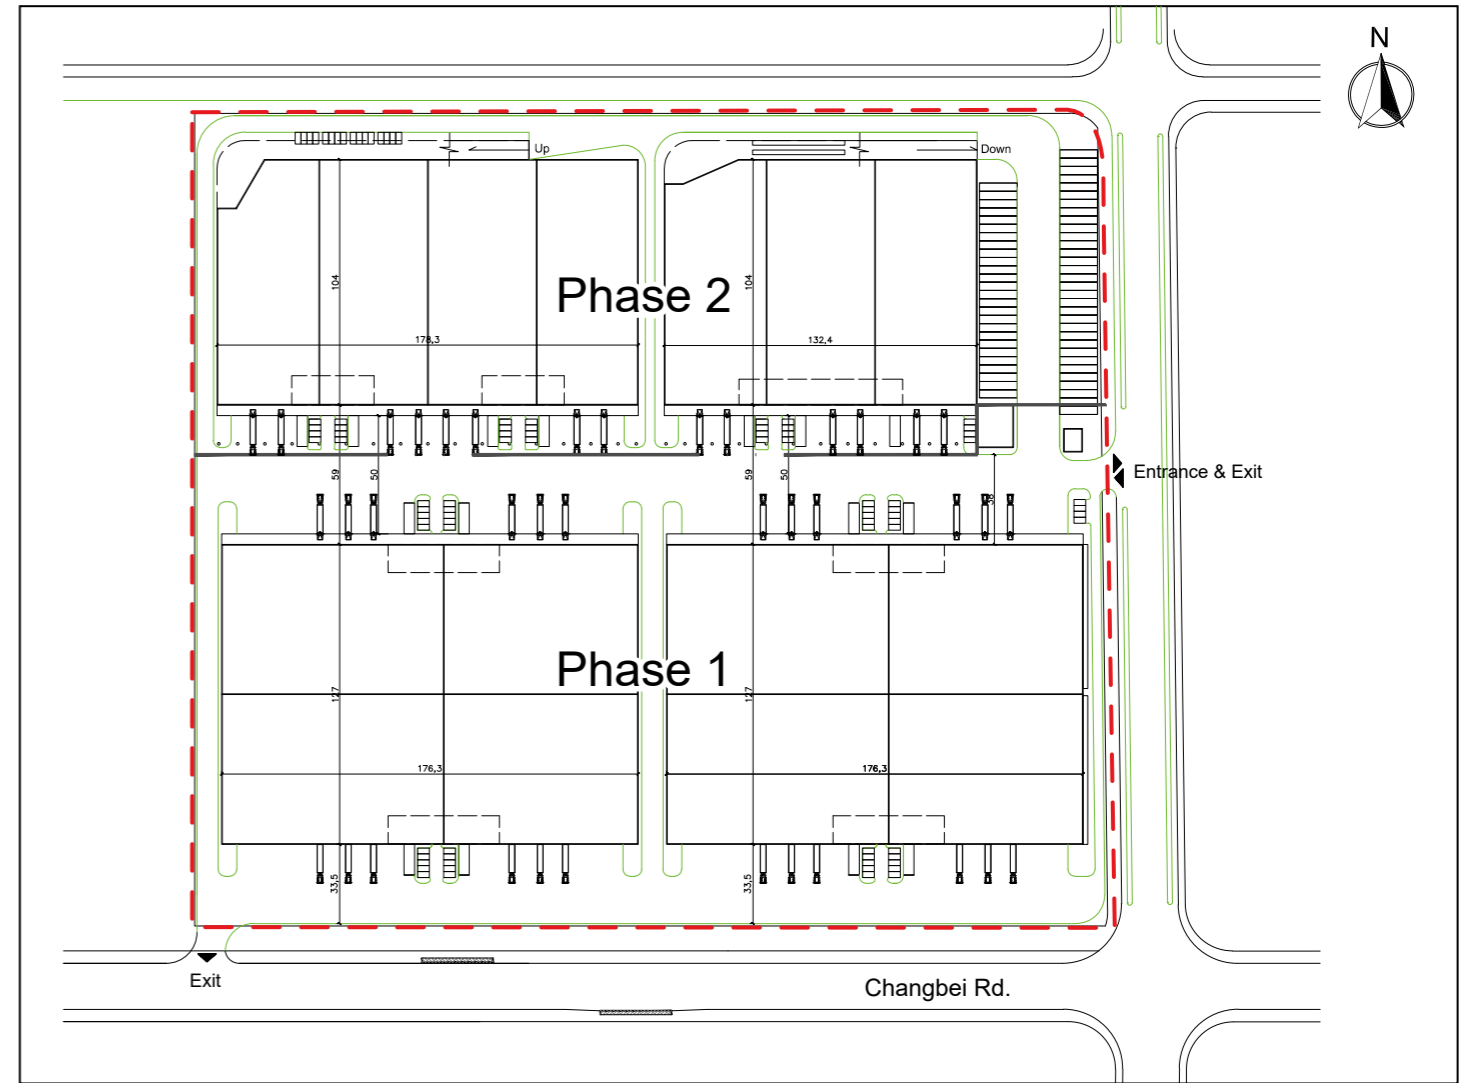 N
Up
Down
104
Phase 2
104
178,3
132,4
59
50
59
50
38
Entrance & Exit
Phase 1
127
127
176,3
176,3
33,5
33,5
Exit
Changbei Rd.